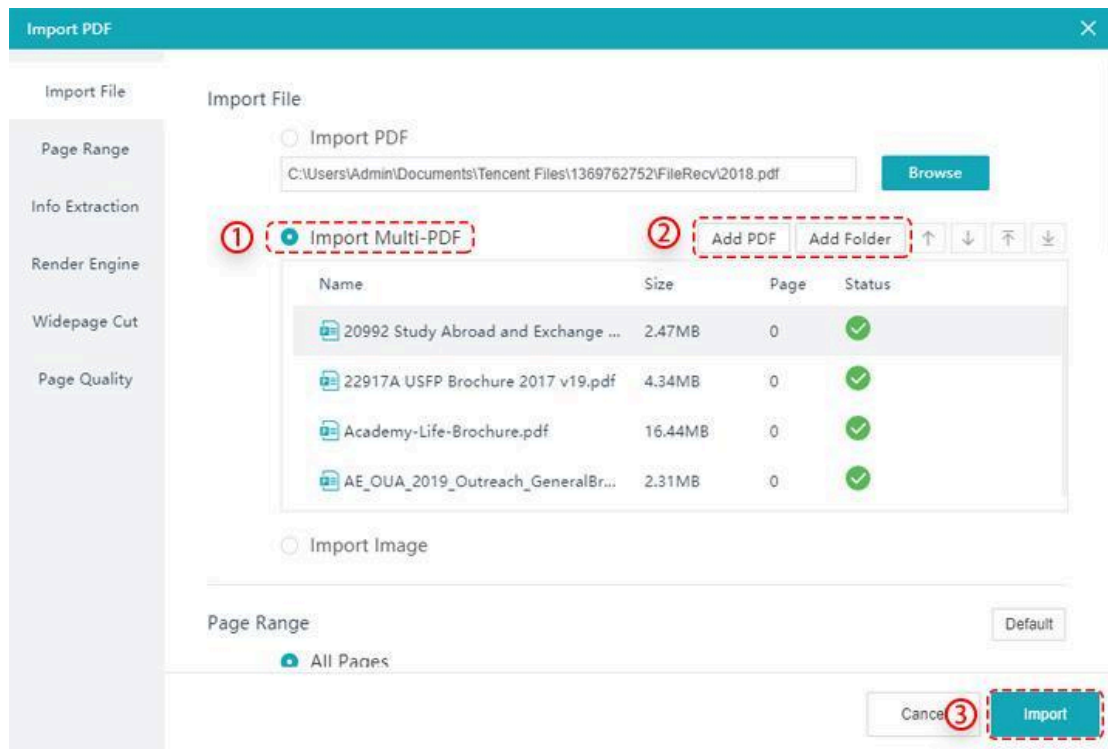 Import PDF
Import File
Page Range
Info Extraction
Render Engine
Widepage Cut
Page Quality
Import File
Import PDF
C:\Users\Admin\Documents\Tencent Files\1369762752\FileRecv\2018.pdf
Browse
① Import Multi-PDF ② Add PDF Add Folder
Name Size Page Status
20992 Study Abroad and Exchange ... 2.47MB 0
22917A USFP Brochure 2017 v19.pdf 4.34MB 0
Academy-Life-Brochure.pdf 16.44MB 0
AE_OUA_2019_Outreach_GeneralBr... 2.31MB 0
Import Image
Page Range Default
All Pages
Cance ③ Import